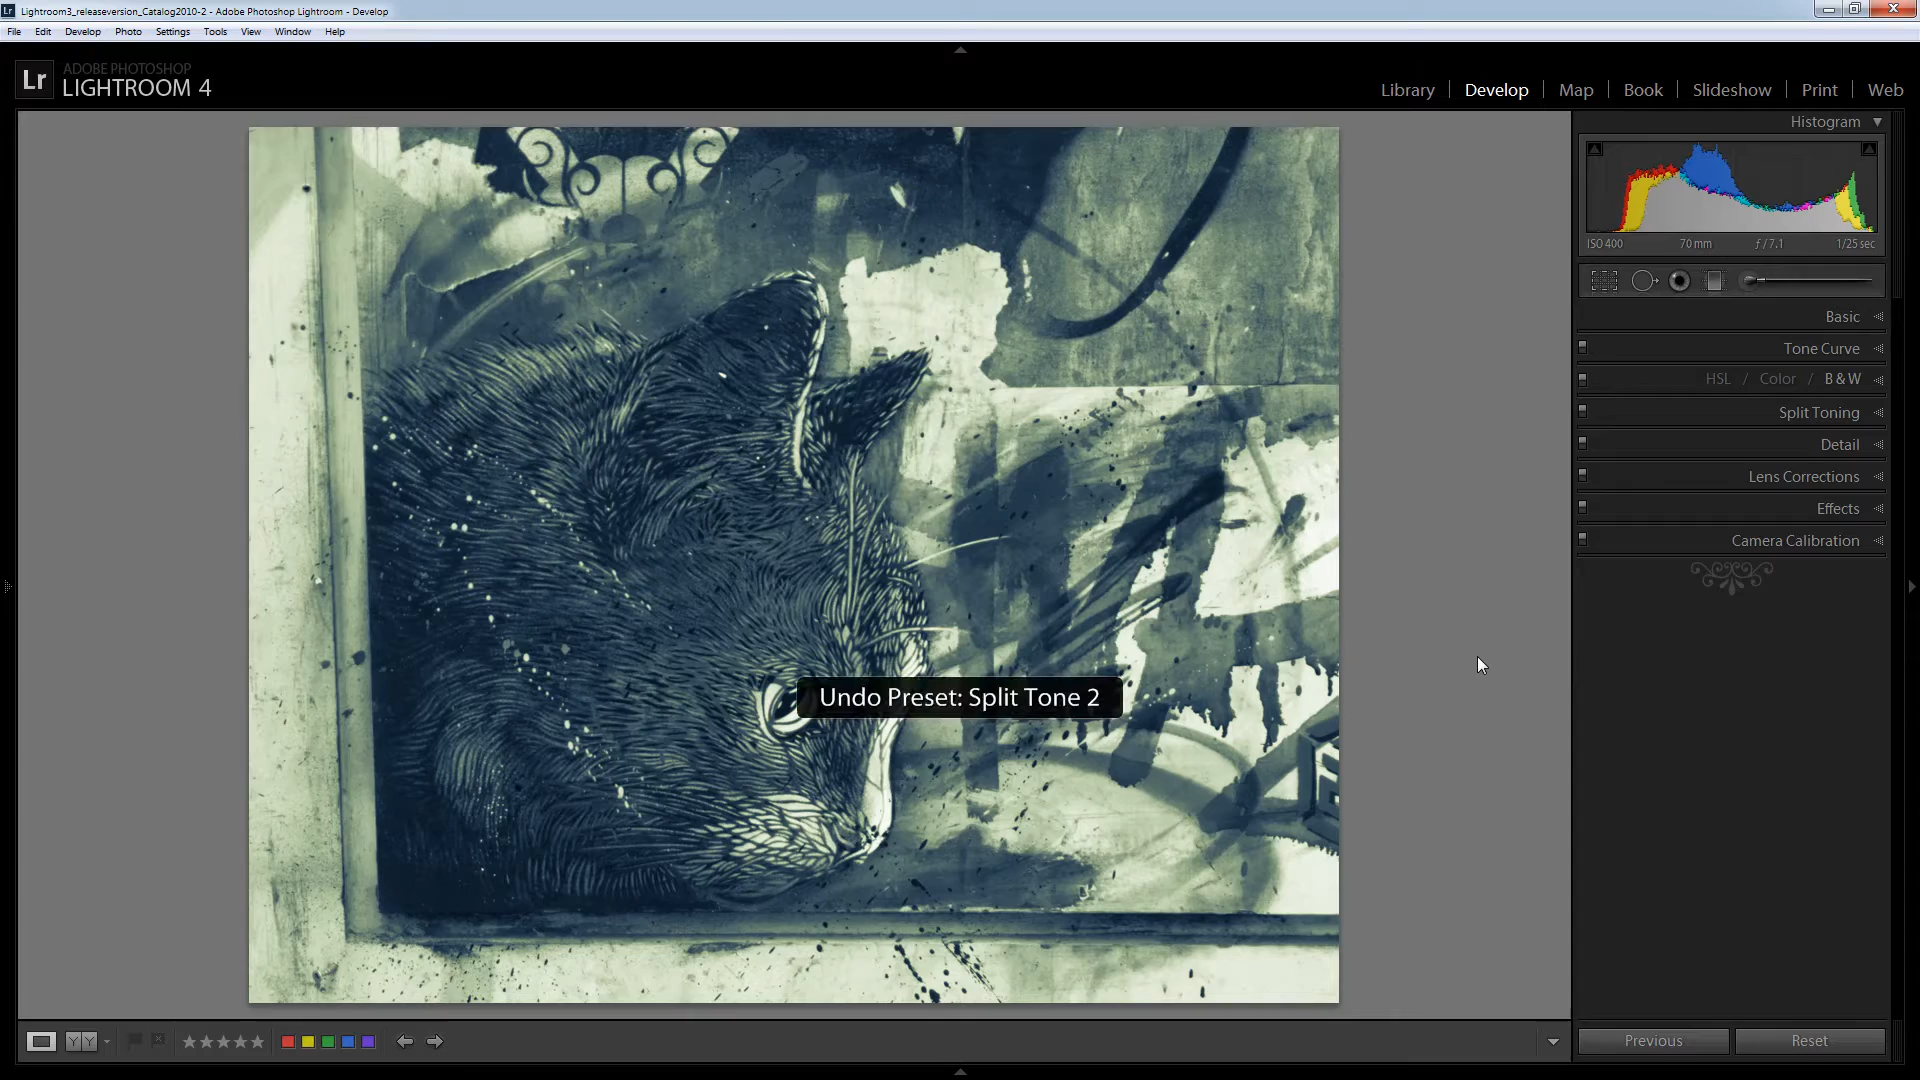 Lightroom3_releaseversion_Catalog2010-2 - Adobe Photoshop Lightroom - Develop
File Edit Develop Photo Settings Tools View Window Help
Lr ADOBE PHOTOSHOP
LIGHTROOM 4
Library | Develop | Map | Book | Slideshow | Print | Web
Histogram
ISO 400 70 mm ƒ / 7.1 1/25 sec
Basic
Tone Curve
HSL / Color / B & W
Split Toning
Detail
Lens Corrections
Effects
Camera Calibration
Undo Preset: Split Tone 2
Y Y
Previous Reset